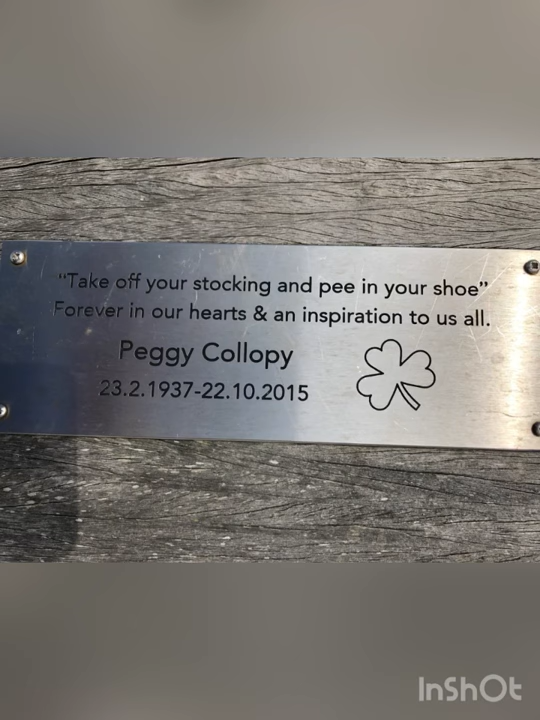 “Take off your stocking and pee in your shoe”
Forever in our hearts & an inspiration to us all.
Peggy Collopy
23.2.1937-22.10.2015
InShOt